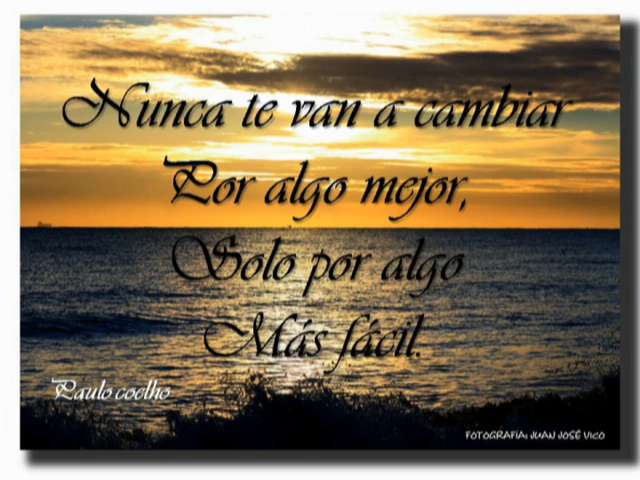 Nunca te van a cambiar
Por algo mejor,
Solo por algo
Más fácil.
Paulo coelho
FOTOGRAFIA: JUAN JOSÉ VICO